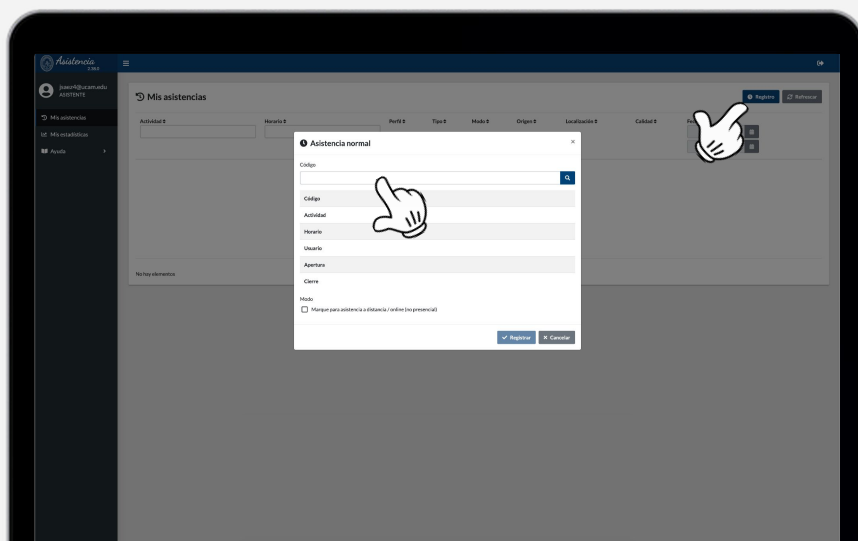 Asistencia
jsaez4@ucam.edu
ASISTENTE
Mis asistencias
Mis estadísticas
Ayuda
Mis asistencias
Registro
Refrescar
Actividad
Horario
Perfil
Tipo
Modo
Origen
Localización
Calidad
No hay elementos
Asistencia normal
×
Código
Código
Actividad
Horario
Usuario
Apertura
Cierre
Modo
Marque para asistencia a distancia / online (no presencial)
Registrar
Cancelar